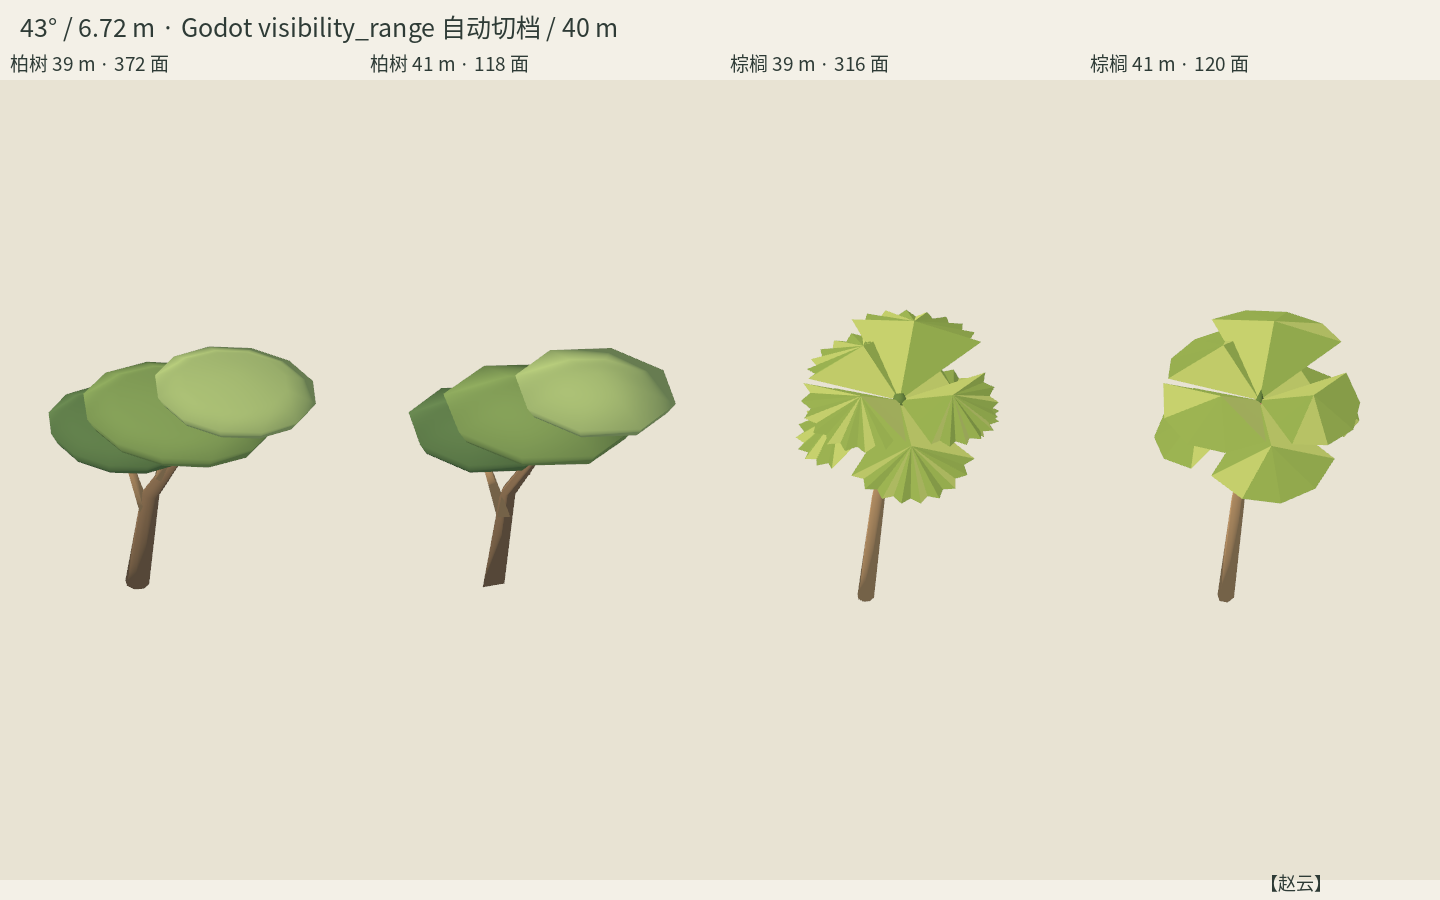 43° / 6.72 m · Godot visibility_range 自动切档 / 40 m
柏树 39 m · 372 面
柏树 41 m · 118 面
棕榈 39 m · 316 面
棕榈 41 m · 120 面
【赵云】